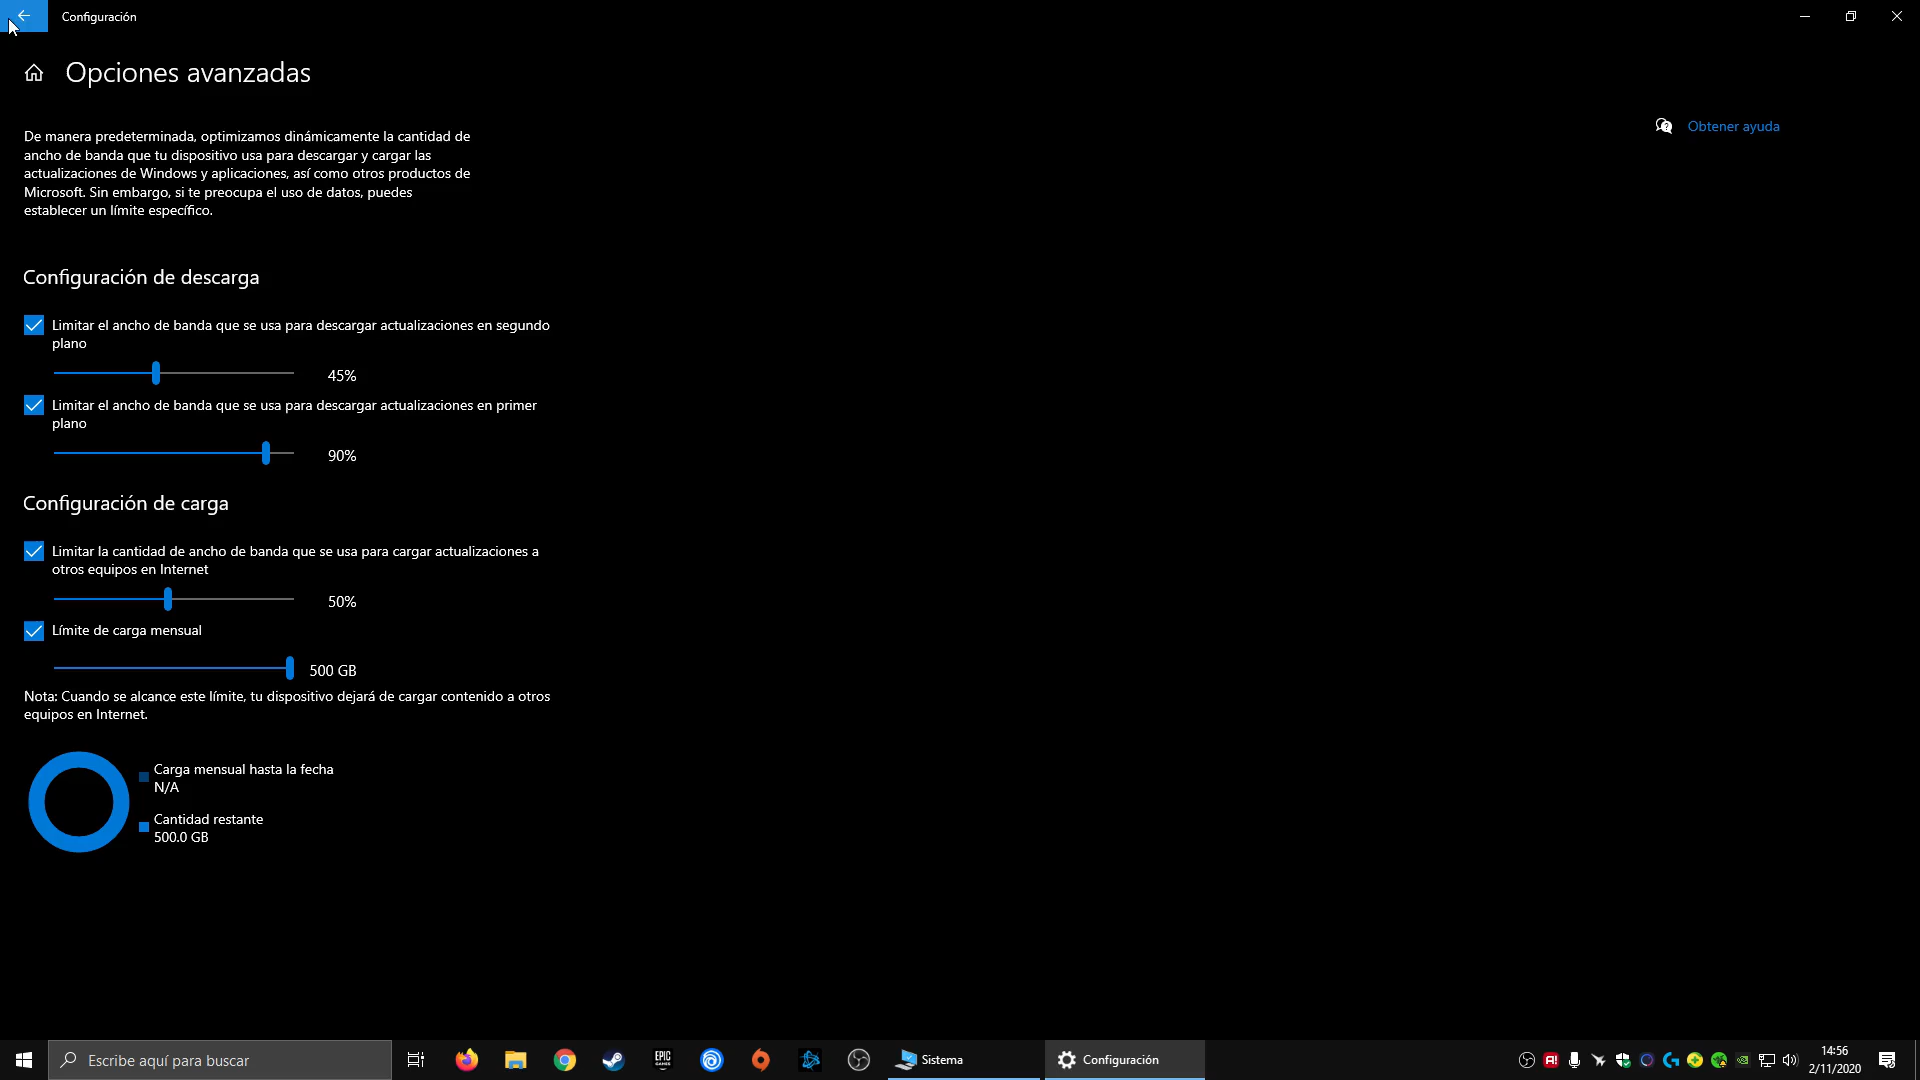 Configuración
Opciones avanzadas
De manera predeterminada, optimizamos dinámicamente la cantidad de
ancho de banda que tu dispositivo usa para descargar y cargar las
actualizaciones de Windows y aplicaciones, así como otros productos de
Microsoft. Sin embargo, si te preocupa el uso de datos, puedes
establecer un límite específico.
Obtener ayuda
Configuración de descarga
Limitar el ancho de banda que se usa para descargar actualizaciones en segundo
plano
45%
Limitar el ancho de banda que se usa para descargar actualizaciones en primer
plano
90%
Configuración de carga
Limitar la cantidad de ancho de banda que se usa para cargar actualizaciones a
otros equipos en Internet
50%
Límite de carga mensual
500 GB
Nota: Cuando se alcance este límite, tu dispositivo dejará de cargar contenido a otros
equipos en Internet.
Carga mensual hasta la fecha
N/A
Cantidad restante
500.0 GB
Escribe aquí para buscar
EPIC
GAMES
Sistema
Configuración
14:56
2/11/2020